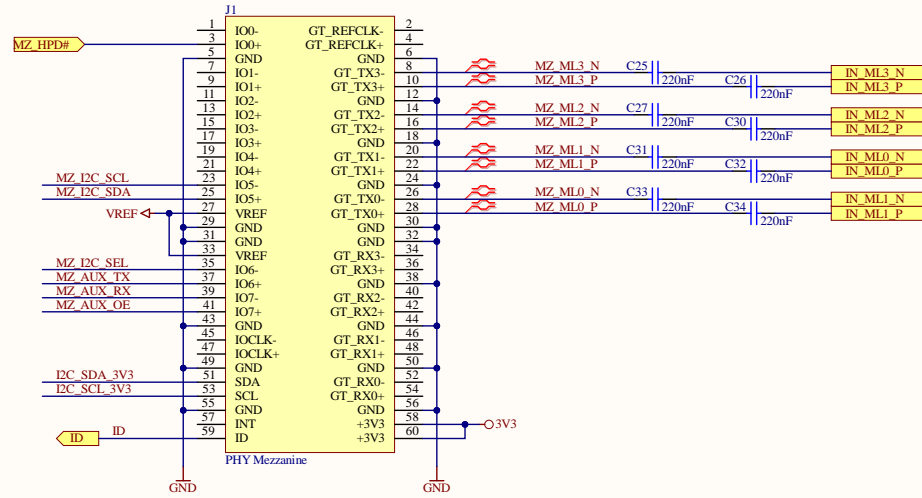 J1
1 IO0- GT_REFCLK- 2
MZ_HPD# 3 IO0+ GT_REFCLK+ 4
5 GND GND 6
7 IO1- GT_TX3- 8 MZ_ML3_N C25 220nF IN_ML3_N
9 IO1+ GT_TX3+ 10 MZ_ML3_P C26 220nF IN_ML3_P
11 IO2- GND 12
13 IO2+ GT_TX2- 14 MZ_ML2_N C27 220nF IN_ML2_N
15 IO3- GT_TX2+ 16 MZ_ML2_P C30 220nF IN_ML2_P
17 IO3+ GND 18
19 IO4- GT_TX1- 20 MZ_ML1_N C31 220nF IN_ML0_N
21 IO4+ GT_TX1+ 22 MZ_ML1_P C32 220nF IN_ML0_P
MZ_I2C_SCL 23 IO5- GND 24
MZ_I2C_SDA 25 IO5+ GT_TX0- 26 MZ_ML0_N C33 220nF IN_ML1_N
VREF 27 VREF GT_TX0+ 28 MZ_ML0_P C34 220nF IN_ML1_P
29 GND GND 30
31 GND GND 32
33 VREF GT_RX3- 34
MZ_I2C_SEL 35 IO6- GT_RX3+ 36
MZ_AUX_TX 37 IO6+ GND 38
MZ_AUX_RX 39 IO7- GT_RX2- 40
MZ_AUX_OE 41 IO7+ GT_RX2+ 42
43 GND GND 44
45 IOCLK- GT_RX1- 46
47 IOCLK+ GT_RX1+ 48
49 GND GND 50
I2C_SDA_3V3 51 SDA GT_RX0- 52
I2C_SCL_3V3 53 SCL GT_RX0+ 54
55 GND GND 56
57 INT +3V3 58 3V3
ID ID 59 ID +3V3 60
PHY Mezzanine
GND GND